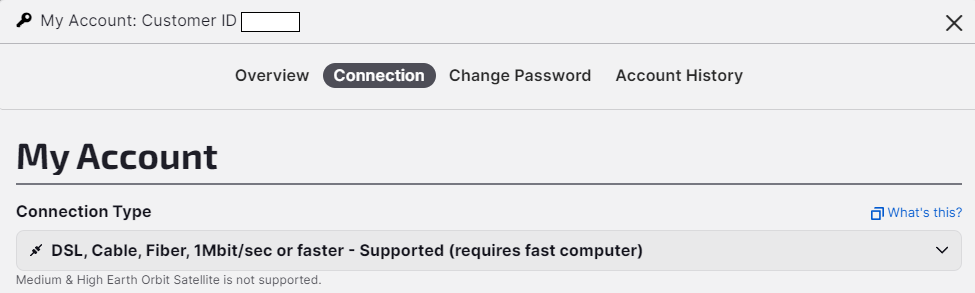 My Account: Customer ID
Overview Connection Change Password Account History
My Account
Connection Type What's this?
DSL, Cable, Fiber, 1Mbit/sec or faster - Supported (requires fast computer)
Medium & High Earth Orbit Satellite is not supported.